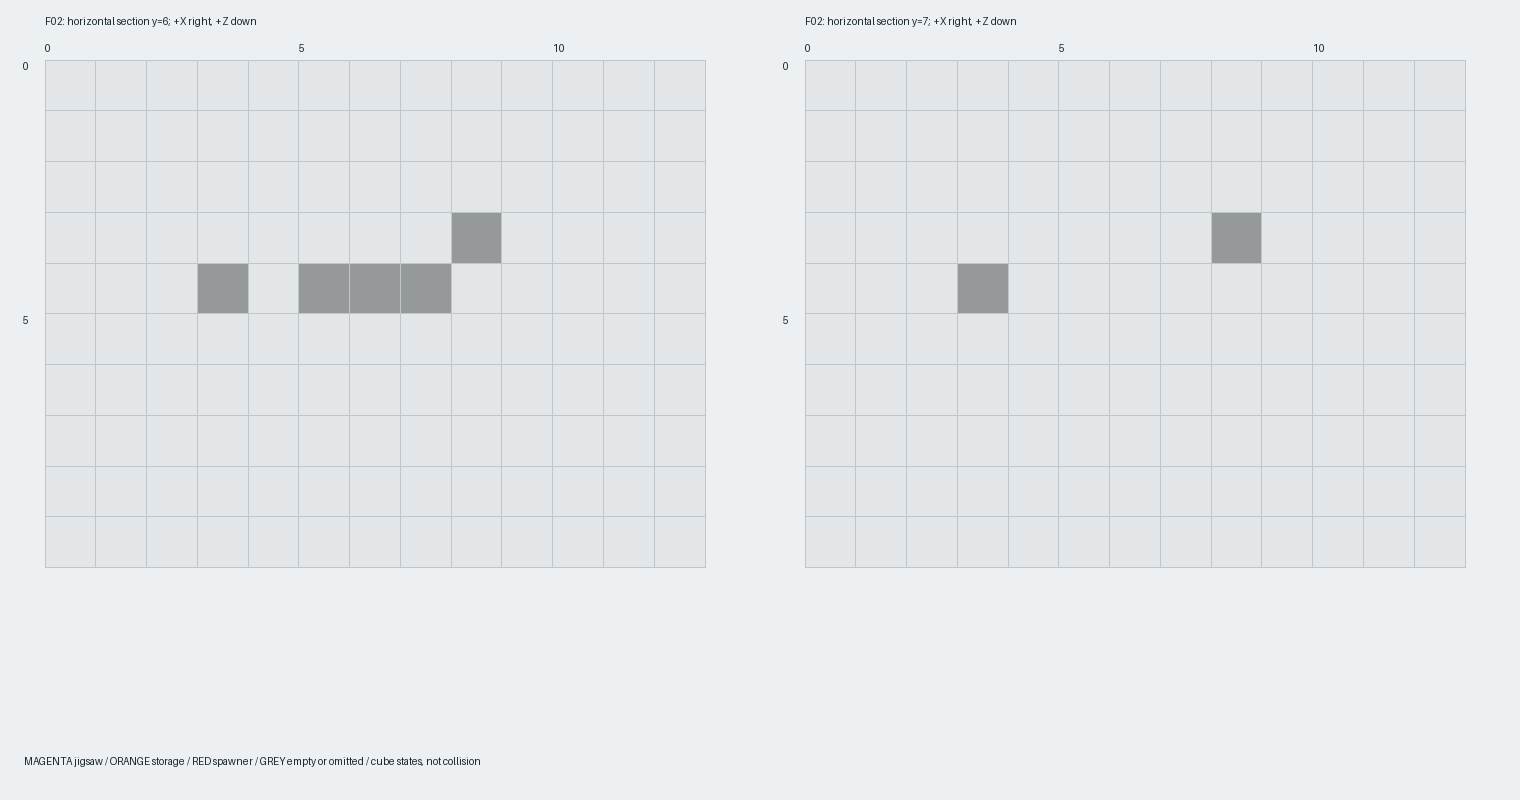 F02: horizontal section y=6; +X right, +Z down
0 5 10
0
5
F02: horizontal section y=7; +X right, +Z down
0 5 10
0
5
MAGENTA jigsaw / ORANGE storage / RED spawner / GREY empty or omitted / cube states, not collision